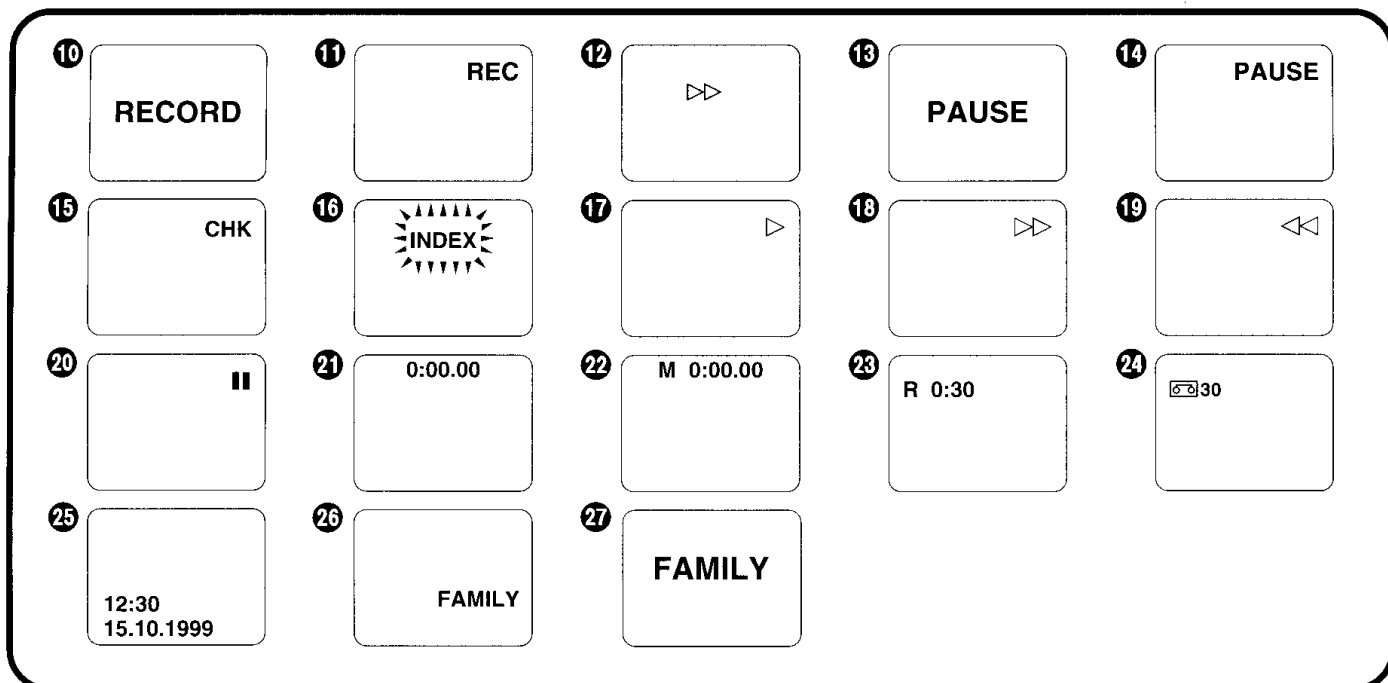 10 RECORD
11 REC
12 ▷▷
13 PAUSE
14 PAUSE
15 CHK
16 INDEX
17 ▷
18 ▷▷
19 ◁◁
20 ▮▮
21 0:00.00
22 M 0:00.00
23 R 0:30
24 30
25 12:30
15.10.1999
26 FAMILY
27 FAMILY